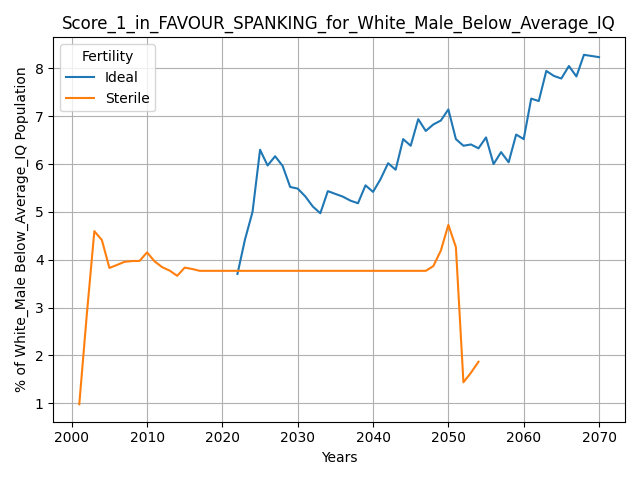 Score_1_in_FAVOUR_SPANKING_for_White_Male_Below_Average_IQ
Fertility
Ideal
Sterile
% of White_Male Below_Average_IQ Population
8
7
6
5
4
3
2
1
2000 2010 2020 2030 2040 2050 2060 2070
Years